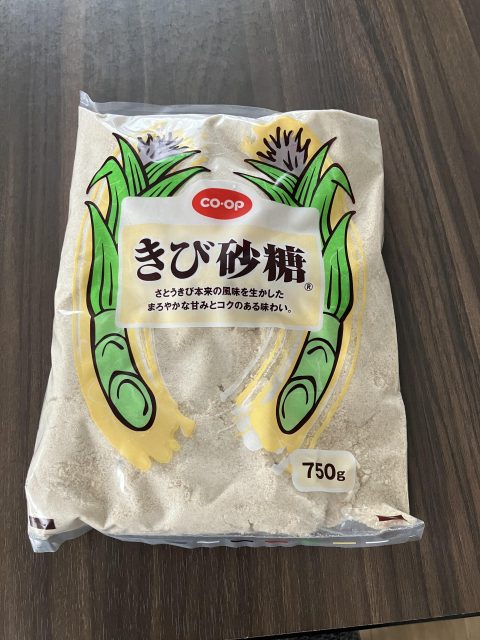 CO·OP
きび砂糖®
さとうきび本来の風味を生かした
まろやかな甘みとコクのある味わい。
750g